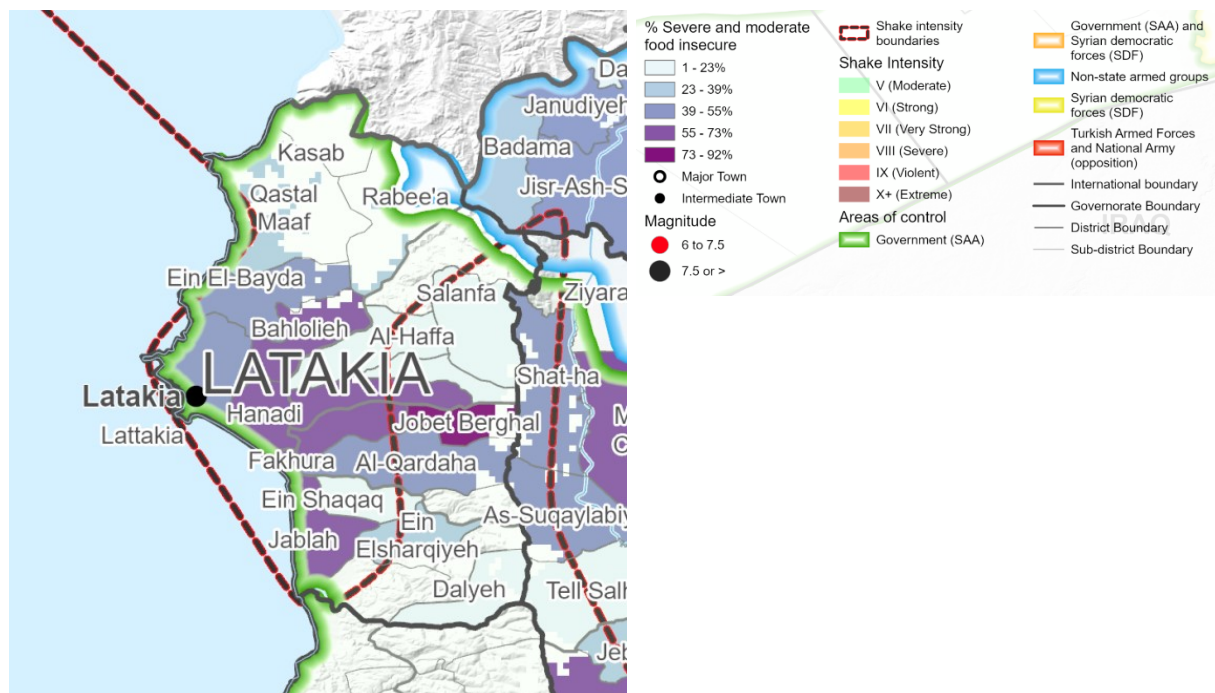 Kasab
Da
Janudiyeh
Badama
Qastal
Maaf
Rabee'a
Jisr-Ash-S
Ein El-Bayda
Salanfa
Ziyara
Bahlolieh
Al-Haffa
LATAKIA
Shat-ha
Latakia
Hanadi
Jobet Berghal
M
C
Lattakia
Fakhura
Al-Qardaha
Ein Shaqaq
Ein
As-Suqaylabiy
Jablah
Elsharqiyeh
Dalyeh
Tell Salh
Jeb
% Severe and moderate
food insecure
1 - 23%
23 - 39%
39 - 55%
55 - 73%
73 - 92%
Major Town
Intermediate Town
Magnitude
6 to 7.5
7.5 or >
Shake intensity
boundaries
Shake Intensity
V (Moderate)
VI (Strong)
VII (Very Strong)
VIII (Severe)
IX (Violent)
X+ (Extreme)
Areas of control
Government (SAA)
Government (SAA) and
Syrian democratic
forces (SDF)
Non-state armed groups
Syrian democratic
forces (SDF)
Turkish Armed Forces
and National Army
(opposition)
International boundary
Governorate Boundary
District Boundary
Sub-district Boundary
IRAQ